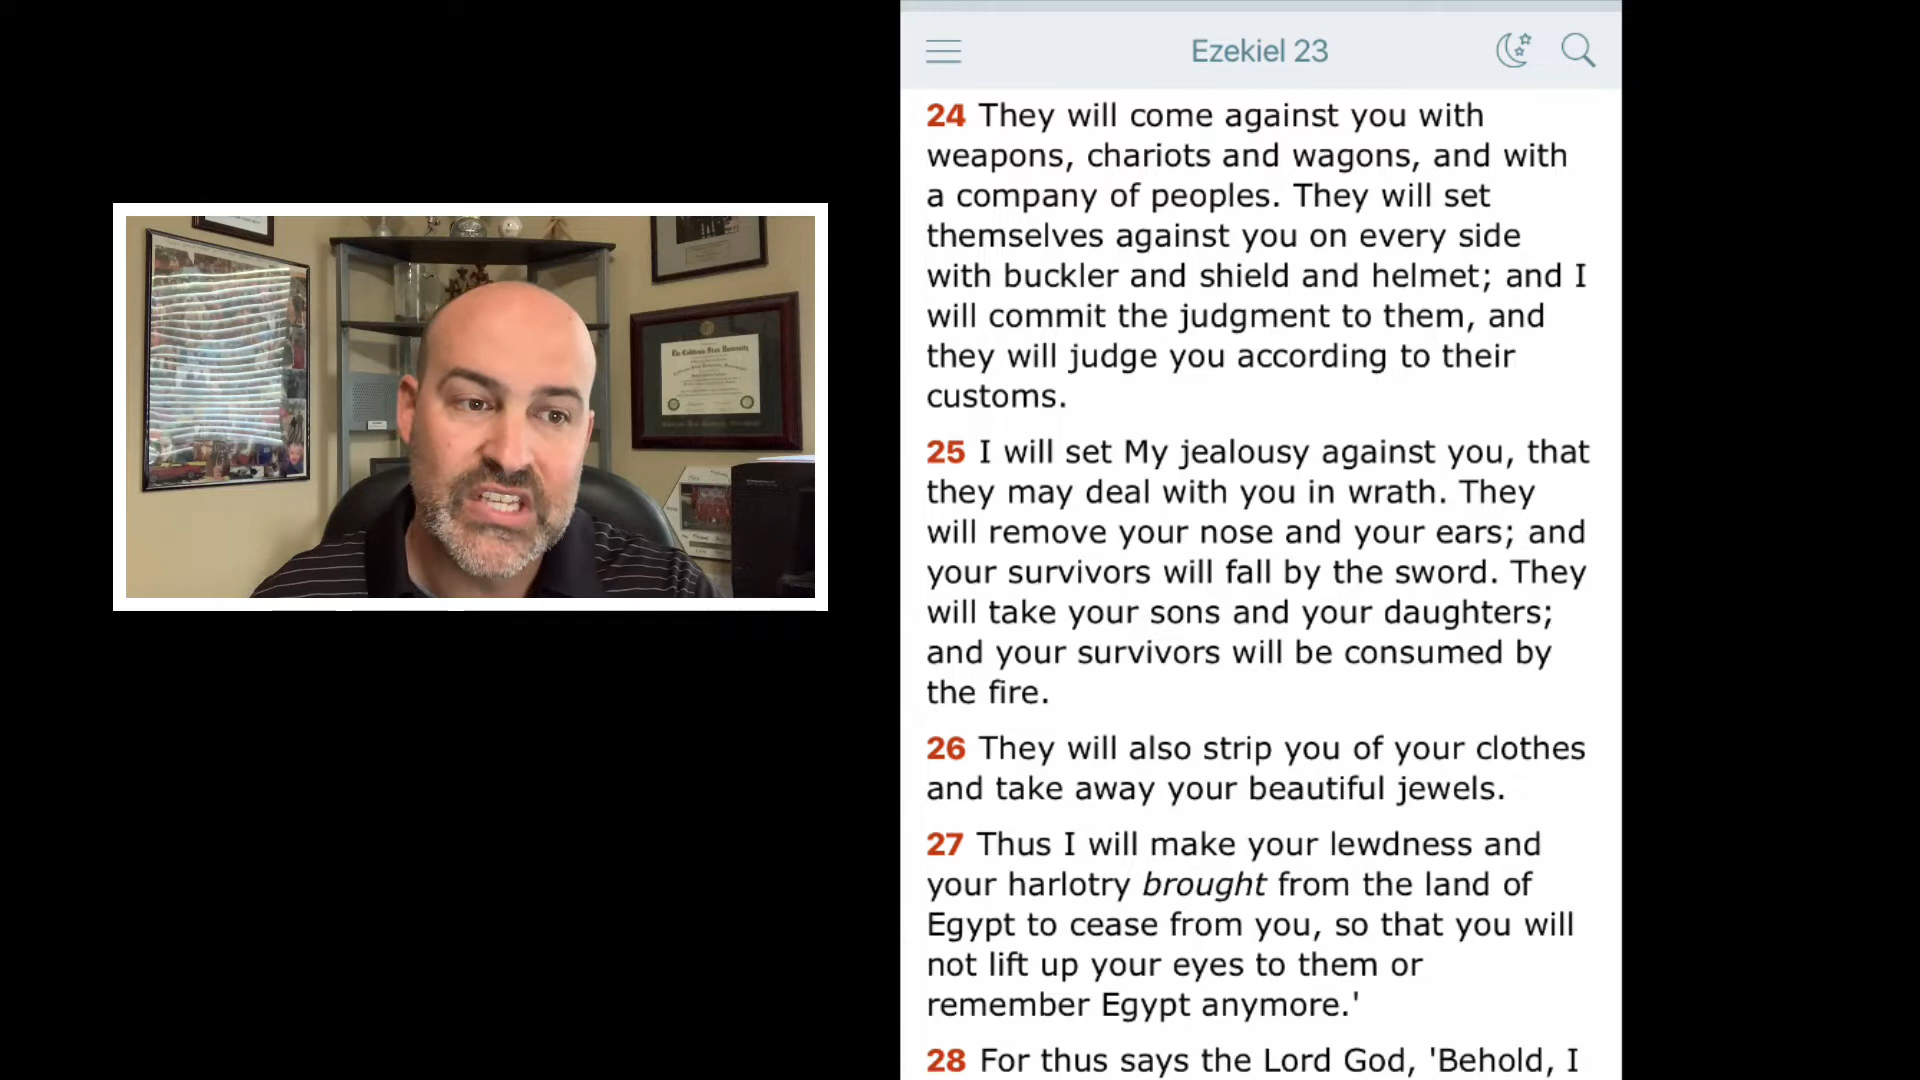 The California State University
Ezekiel 23
24 They will come against you with
weapons, chariots and wagons, and with
a company of peoples. They will set
themselves against you on every side
with buckler and shield and helmet; and I
will commit the judgment to them, and
they will judge you according to their
customs.
25 I will set My jealousy against you, that
they may deal with you in wrath. They
will remove your nose and your ears; and
your survivors will fall by the sword. They
will take your sons and your daughters;
and your survivors will be consumed by
the fire.
26 They will also strip you of your clothes
and take away your beautiful jewels.
27 Thus I will make your lewdness and
your harlotry brought from the land of
Egypt to cease from you, so that you will
not lift up your eyes to them or
remember Egypt anymore.'
28 For thus says the Lord God, 'Behold, I